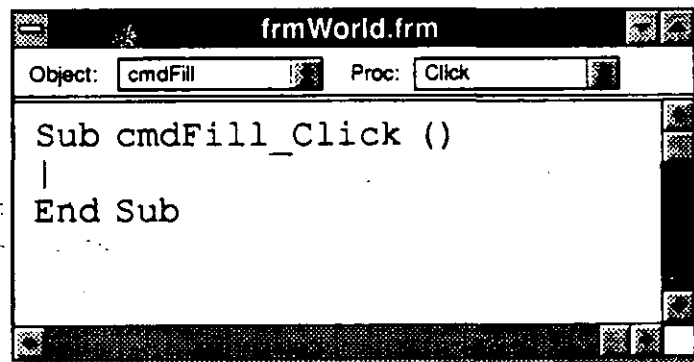 frmWorld.frm
Object: cmdFill Proc: Click
Sub cmdFill_Click ()
End Sub